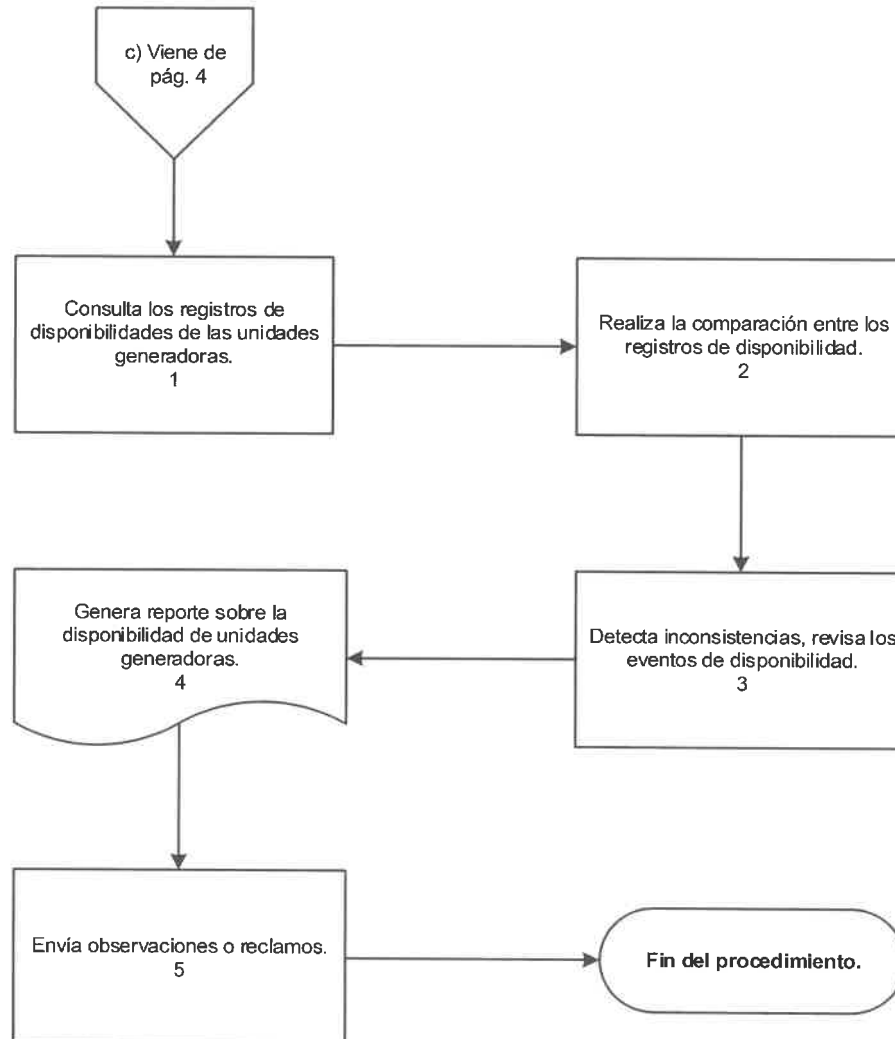 c) Viene de
pág. 4
Consulta los registros de
disponibilidades de las unidades
generadoras.
1
Realiza la comparación entre los
registros de disponibilidad.
2
Detecta inconsistencias, revisa los
eventos de disponibilidad.
3
Genera reporte sobre la
disponibilidad de unidades
generadoras.
4
Envía observaciones o reclamos.
5
Fin del procedimiento.